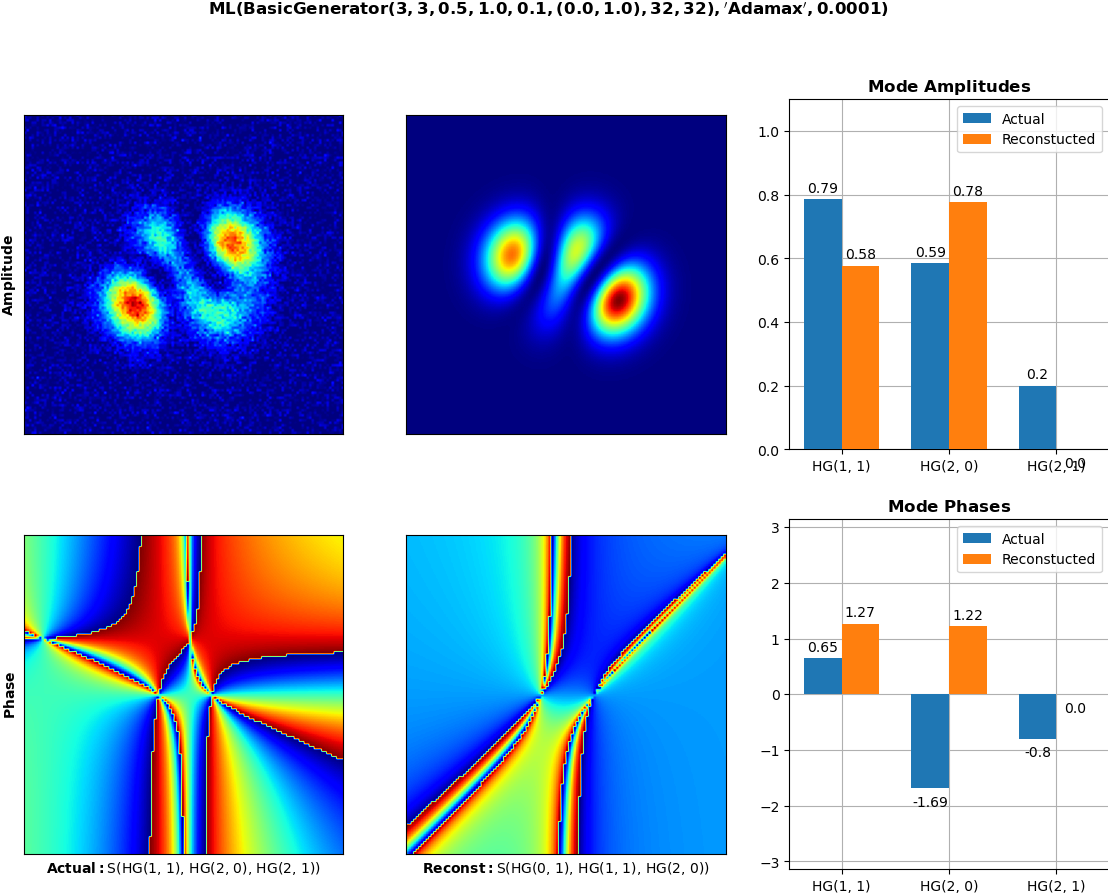 ML(BasicGenerator(3, 3, 0.5, 1.0, 0.1, (0.0, 1.0), 32, 32), 'Adamax', 0.0001)
Amplitude
Mode Amplitudes
Actual
Reconstucted
1.0
0.8
0.6
0.4
0.2
0.0
0.79
0.58
0.59
0.78
0.2
0.0
HG(1, 1)
HG(2, 0)
HG(2, 1)
Phase
Actual: S(HG(1, 1), HG(2, 0), HG(2, 1))
Reconst: S(HG(0, 1), HG(1, 1), HG(2, 0))
Mode Phases
Actual
Reconstucted
3
2
1
0
−1
−2
−3
0.65
1.27
-1.69
1.22
-0.8
0.0
HG(1, 1)
HG(2, 0)
HG(2, 1)